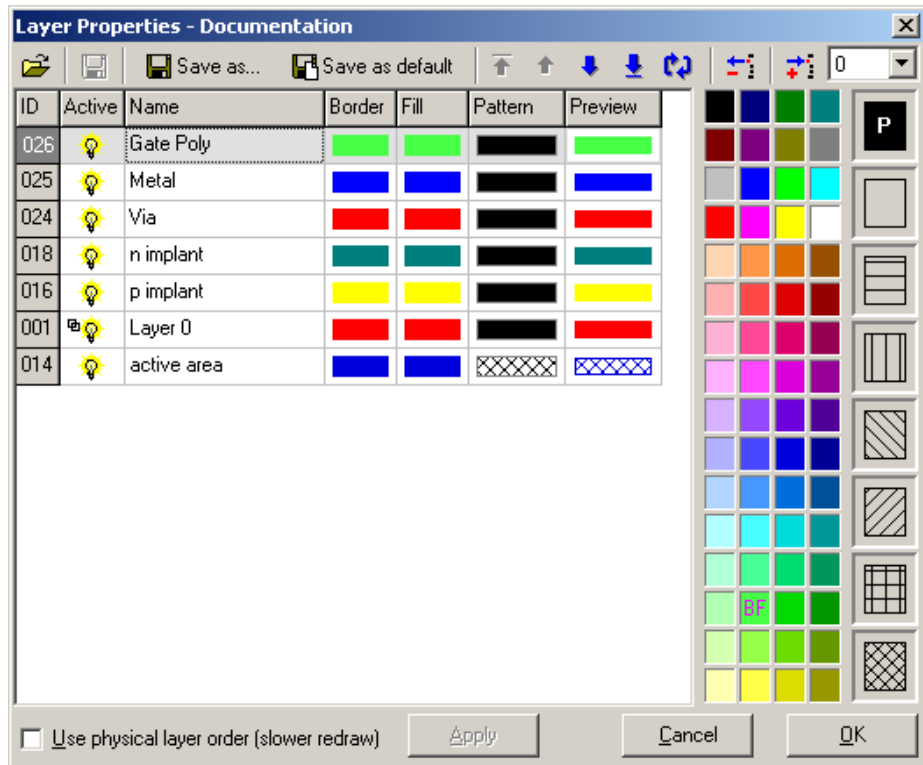 Layer Properties - Documentation
Save as... Save as default 0
ID Active Name Border Fill Pattern Preview
026 Gate Poly
025 Metal
024 Via
018 n implant
016 p implant
001 Layer 0
014 active area
P
BF
Use physical layer order (slower redraw) Apply Cancel OK